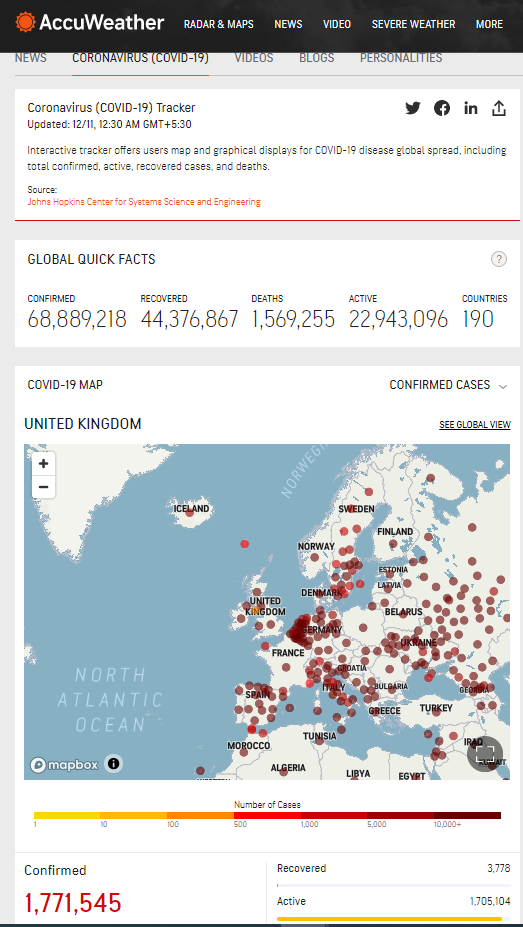 AccuWeather RADAR & MAPS NEWS VIDEO SEVERE WEATHER MORE
NEWS CORONAVIRUS (COVID-19) VIDEOS BLOGS PERSONALITIES
Coronavirus (COVID-19) Tracker
Updated: 12/11, 12:30 AM GMT+5:30
Interactive tracker offers users map and graphical displays for COVID-19 disease global spread, including
total confirmed, active, recovered cases, and deaths.
Source:
Johns Hopkins Center for Systems Science and Engineering
GLOBAL QUICK FACTS ?
CONFIRMED RECOVERED DEATHS ACTIVE COUNTRIES
68,889,218 44,376,867 1,569,255 22,943,096 190
COVID-19 MAP CONFIRMED CASES
UNITED KINGDOM SEE GLOBAL VIEW
+
−
NORWEGI
ICELAND
SWEDEN
FINLAND
NORWAY
ESTONIA
LATVIA
DENMARK
UNITED
KINGDOM
BELARUS
GERMANY
UKRAINE
FRANCE
CROATIA
NORTH
ATLANTIC
OCEAN
SPAIN
ITALY
BULGARIA
GEORGIA
GREECE
TURKEY
TUNISIA
MOROCCO
IRAQ
ALGERIA
LIBYA
EGYPT
mapbox i
Number of Cases
1 10 100 500 1,000 5,000 10,000+
Confirmed
1,771,545
Recovered 3,778
Active 1,705,104